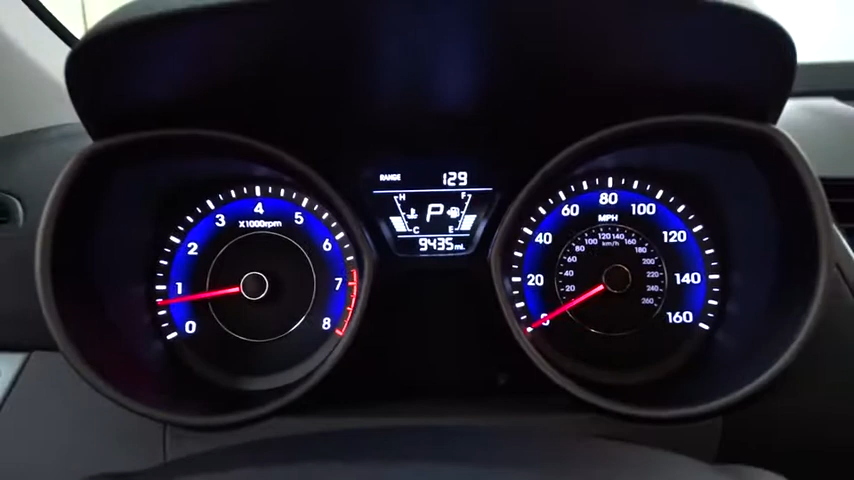 RANGE 129
H F
P
C E
9435 mi.
0 1 2 3 4 5 6 7 8
X1000rpm
0 20 40 60 80 100 120 140 160
MPH
km/h
20 40 60 80 100 120 140 160 180 200 220 240 260